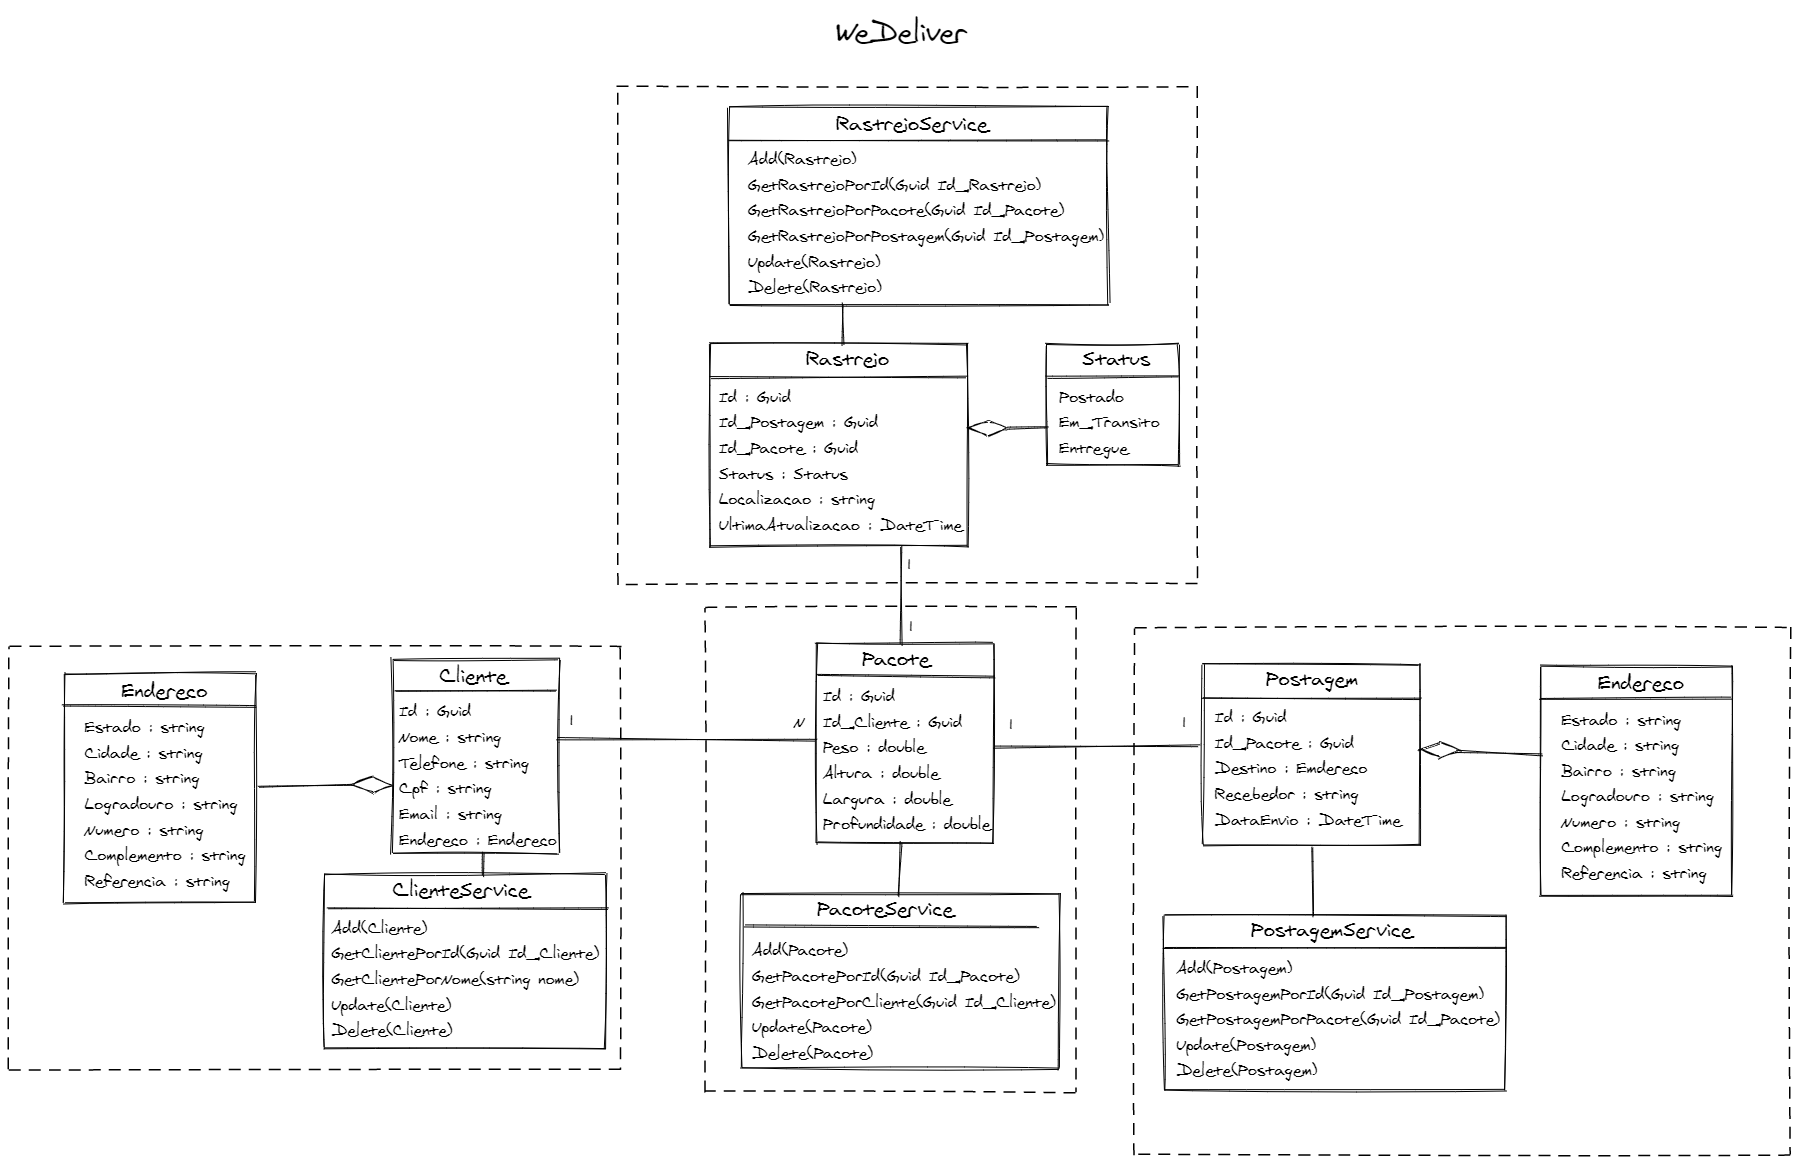 WeDeliver
RastrejoService
Add(Rastrejo)
GetRastrejoPorId(Guid Id_Rastrejo)
GetRastrejoPorPacote(Guid Id_Pacote)
GetRastrejoPorPostagem(Guid Id_Postagem)
Update(Rastrejo)
Delete(Rastrejo)
Rastrejo
Id : Guid
Id_Postagem : Guid
Id_Pacote : Guid
Status : Status
Localizacao : string
UltimaAtualizacao : DateTime
Status
Postado
Em_Transito
Entregue
1
1
Endereco
Estado : string
Cidade : string
Bairro : string
Logradouro : string
Numero : string
Complemento : string
Referencia : string
Cliente
Id : Guid
Nome : string
Telefone : string
Cpf : string
Email : string
Endereco : Endereco
1
N
ClienteService
Add(Cliente)
GetClientePorId(Guid Id_Cliente)
GetClientePorNome(string nome)
Update(Cliente)
Delete(Cliente)
Pacote
Id : Guid
Id_Cliente : Guid
Peso : double
Altura : double
Largura : double
Profundidade : double
1
1
PacoteService
Add(Pacote)
GetPacotePorId(Guid Id_Pacote)
GetPacotePorCliente(Guid Id_Cliente)
Update(Pacote)
Delete(Pacote)
Postagem
Id : Guid
Id_Pacote : Guid
Destino : Emdereco
Recebedor : string
DataEnvio : DateTime
PostagemService
Add(Postagem)
GetPostagemPorId(Guid Id_Postagem)
GetPostagemPorPacote(Guid Id_Pacote)
Update(Postagem)
Delete(Postagem)
Endereco
Estado : string
Cidade : string
Bairro : string
Logradouro : string
Numero : string
Complemento : string
Referencia : string